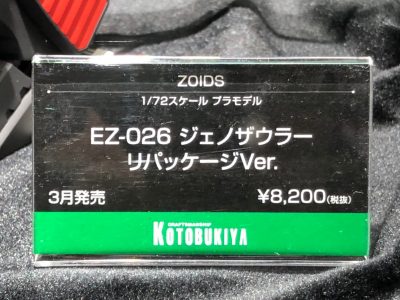 ZOIDS
1/72スケール プラモデル
EZ-026 ジェノザウラー
リパッケージVer.
3月発売 ¥8,200(税抜)
CRAFTSMANSHIP
KOTOBUKIYA